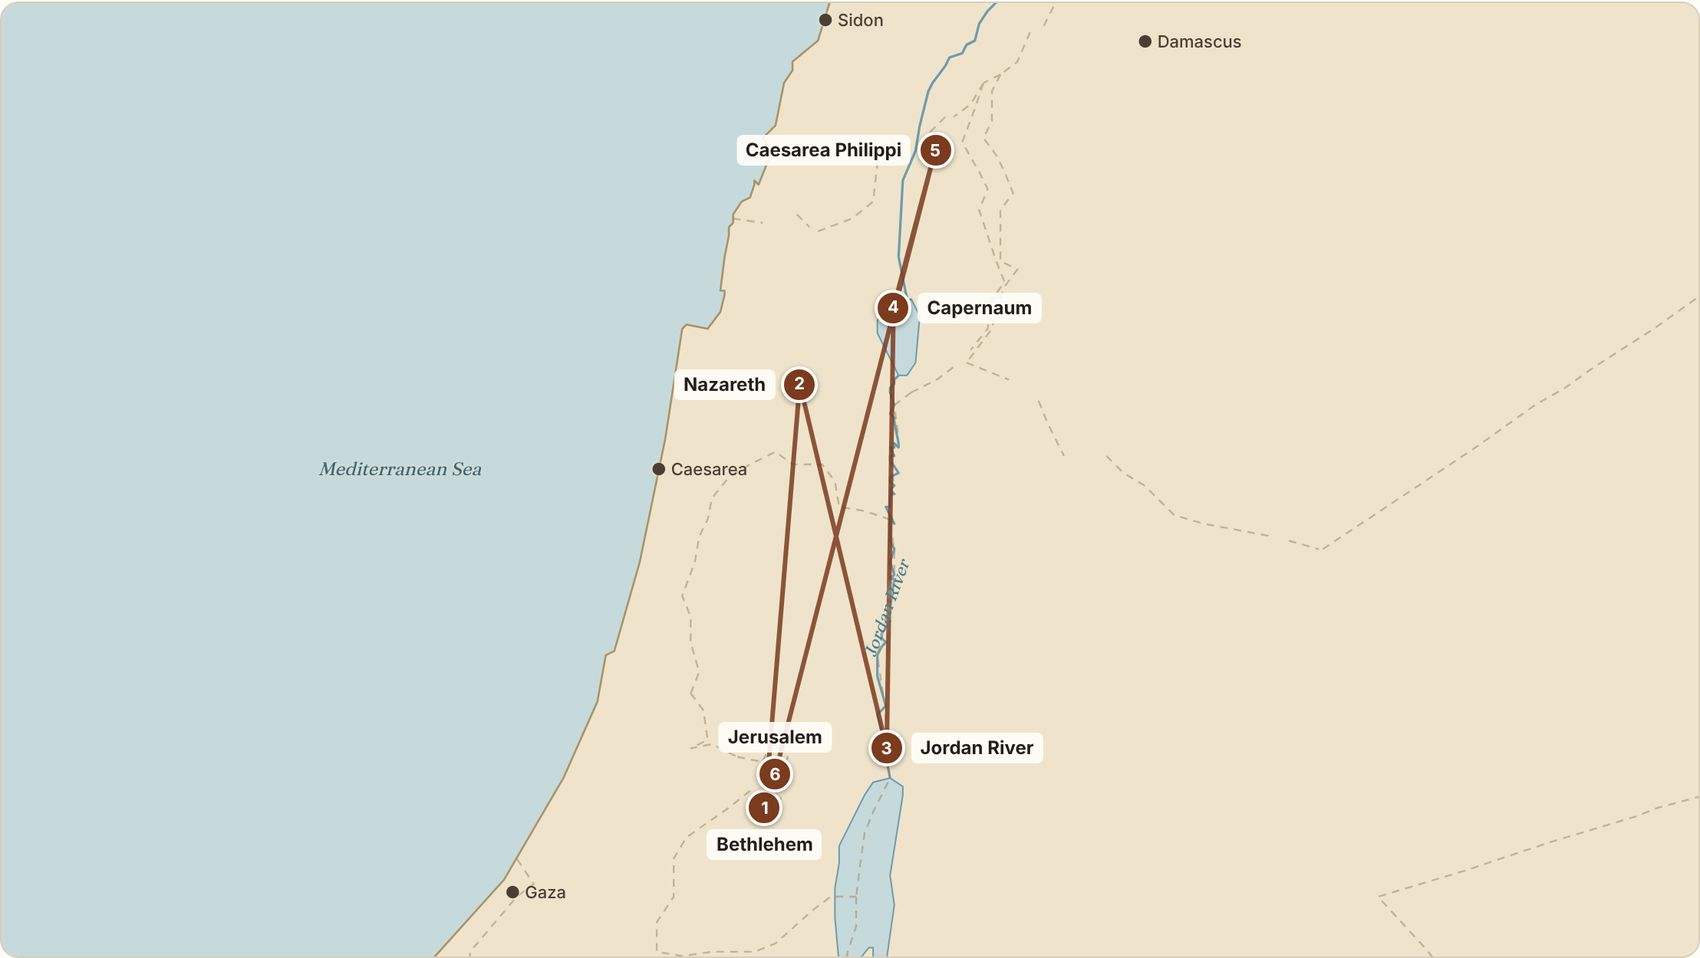 Sidon
Damascus
Caesarea Philippi
5
4
Capernaum
Nazareth
2
Mediterranean Sea
Caesarea
Jordan River
Jerusalem
3
Jordan River
6
1
Bethlehem
Gaza